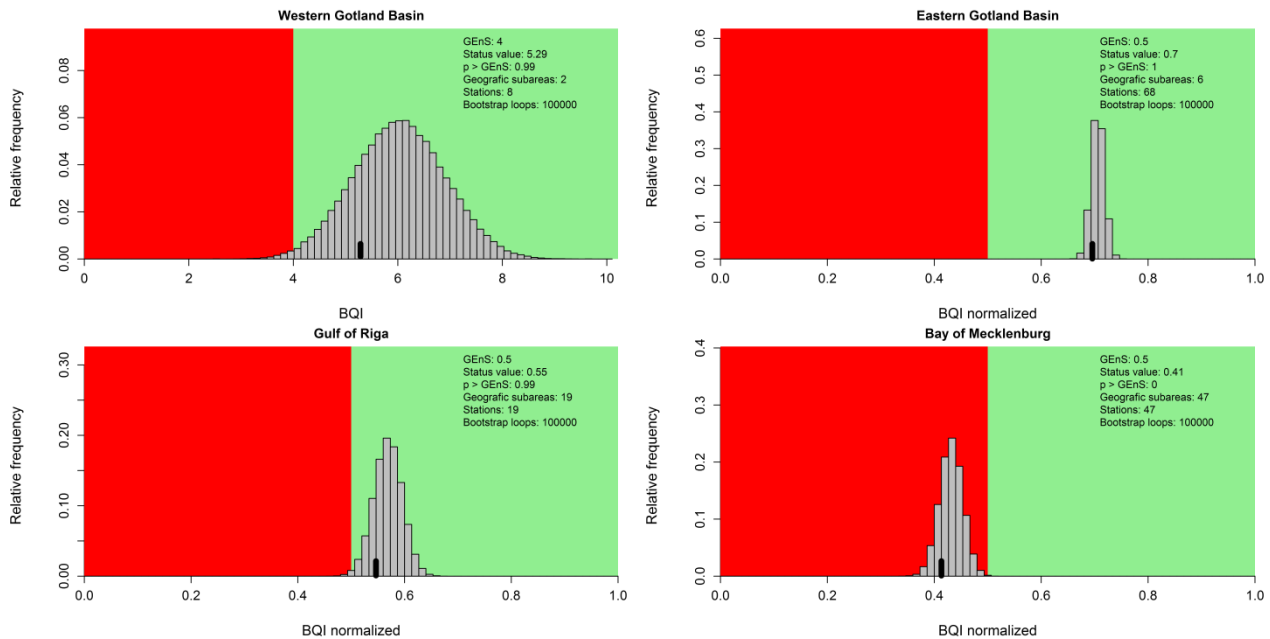 Western Gotland Basin
GEnS: 4
Status value: 5.29
p > GEnS: 0.99
Geografic subareas: 2
Stations: 8
Bootstrap loops: 100000
Relative frequency
0.08
0.06
0.04
0.02
0.00
0 2 4 6 8 10
BQI
Eastern Gotland Basin
GEnS: 0.5
Status value: 0.7
p > GEnS: 1
Geografic subareas: 6
Stations: 68
Bootstrap loops: 100000
Relative frequency
0.6
0.5
0.4
0.3
0.2
0.1
0.0
0.0 0.2 0.4 0.6 0.8 1.0
BQI normalized
Gulf of Riga
GEnS: 0.5
Status value: 0.55
p > GEnS: 0.99
Geografic subareas: 19
Stations: 19
Bootstrap loops: 100000
Relative frequency
0.30
0.20
0.10
0.00
0.0 0.2 0.4 0.6 0.8 1.0
BQI normalized
Bay of Mecklenburg
GEnS: 0.5
Status value: 0.41
p > GEnS: 0
Geografic subareas: 47
Stations: 47
Bootstrap loops: 100000
Relative frequency
0.4
0.3
0.2
0.1
0.0
0.0 0.2 0.4 0.6 0.8 1.0
BQI normalized